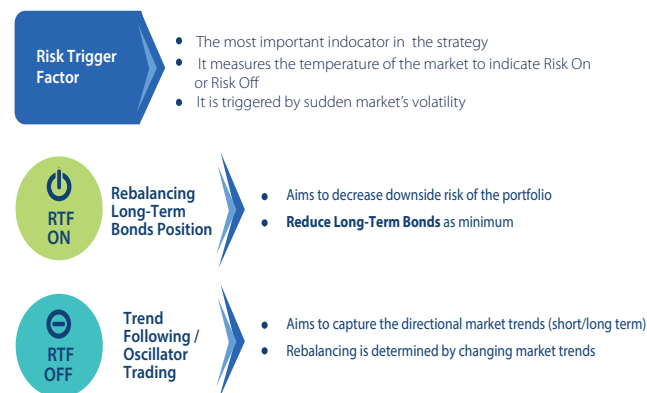 Risk Trigger
Factor
The most important indocator in the strategy
It measures the temperature of the market to indicate Risk On
or Risk Off
It is triggered by sudden market's volatility
RTF
ON
Rebalancing
Long-Term
Bonds Position
Aims to decrease downside risk of the portfolio
Reduce Long-Term Bonds as minimum
RTF
OFF
Trend
Following /
Oscillator
Trading
Aims to capture the directional market trends (short/long term)
Rebalancing is determined by changing market trends